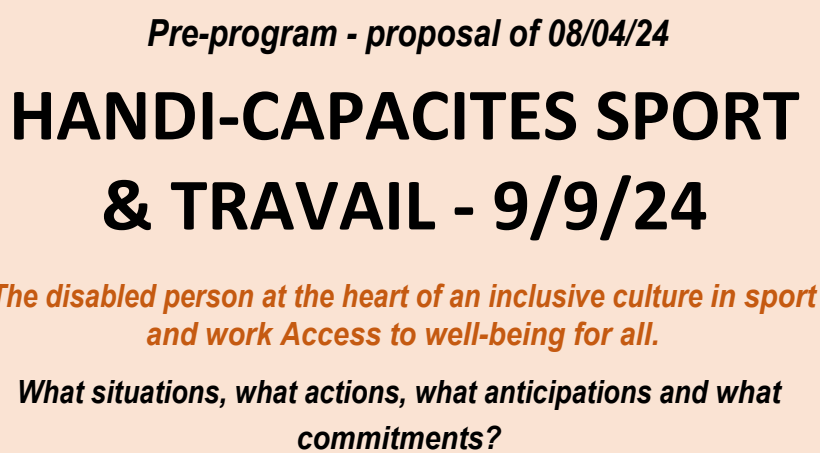 Pre-program - proposal of 08/04/24
HANDI-CAPACITES SPORT
& TRAVAIL - 9/9/24
The disabled person at the heart of an inclusive culture in sport
and work Access to well-being for all.
What situations, what actions, what anticipations and what
commitments?